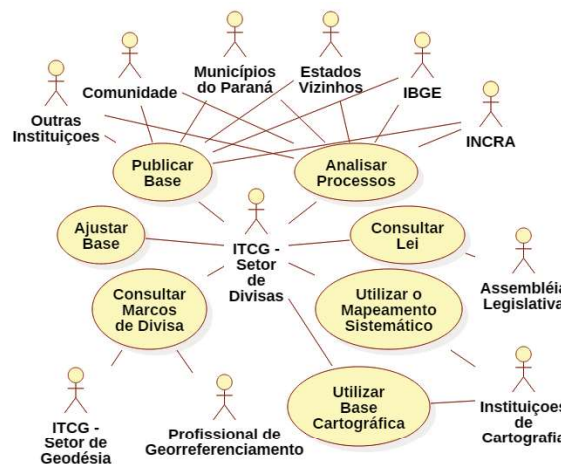 Municípios
do Paraná
Estados
Vizinhos
Comunidade
IBGE
Outras
Instituiçoes
INCRA
Publicar
Base
Analisar
Processos
Ajustar
Base
ITCG -
Setor
de
Divisas
Consultar
Lei
Consultar
Marcos
de Divisa
Utilizar o
Mapeamento
Sistemático
Assembléia
Legislativa
Utilizar
Base
Cartográfica
ITCG -
Setor de
Geodésia
Profissional de
Georreferenciamento
Instituiçoes
de
Cartografia